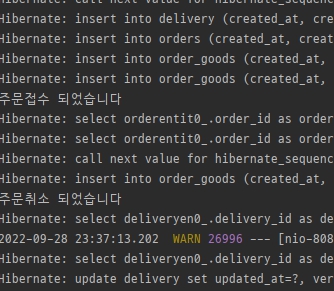 Hibernate: call next value for hibernate_sequenc
Hibernate: insert into delivery (created_at, cre
Hibernate: insert into orders (created_at, creat
Hibernate: insert into order_goods (created_at,
Hibernate: insert into order_goods (created_at,
주문접수 되었습니다
Hibernate: select orderentit0_.order_id as order
Hibernate: select orderentit0_.order_id as order
Hibernate: call next value for hibernate_sequenc
Hibernate: insert into order_goods (created_at,
주문취소 되었습니다
Hibernate: select deliveryen0_.delivery_id as de
2022-09-28 23:37:13.202 WARN 26996 --- [nio-808
Hibernate: select deliveryen0_.delivery_id as de
Hibernate: update delivery set updated_at=?, ver